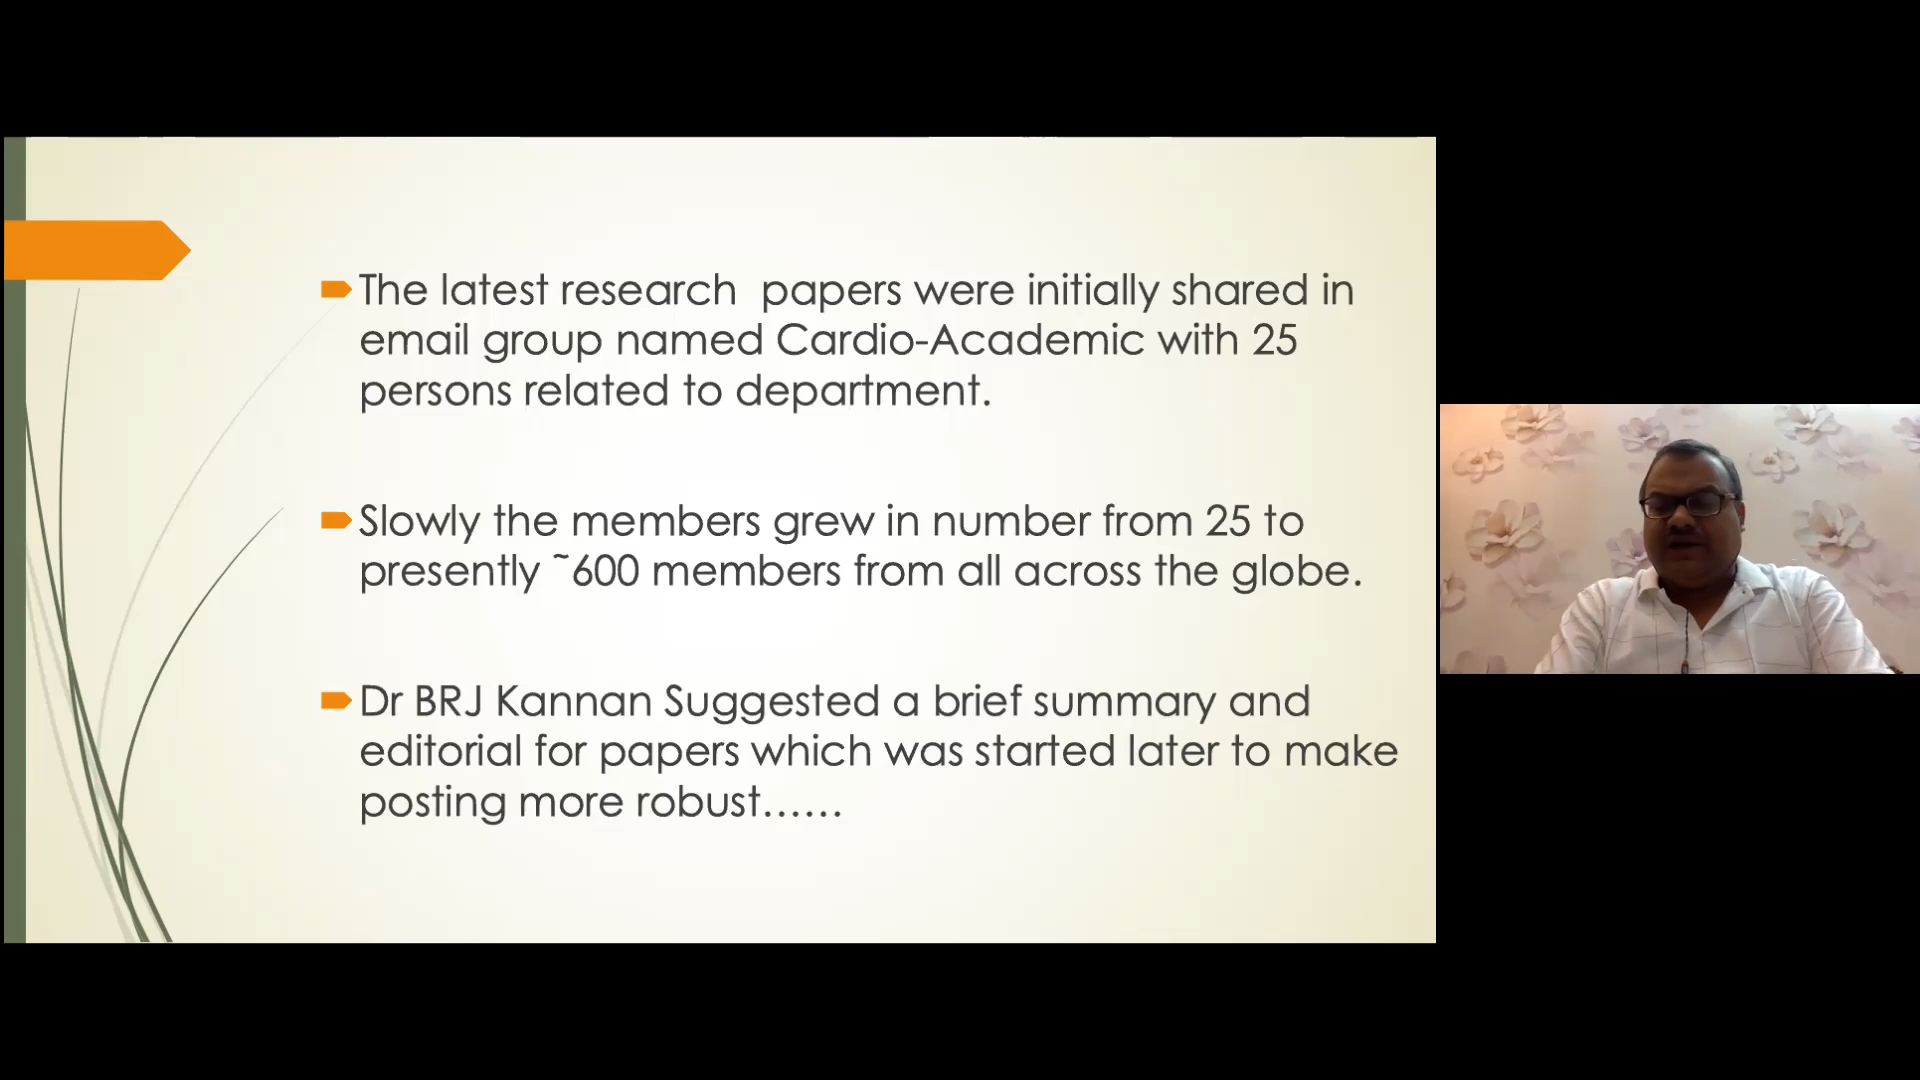 The latest research  papers were initially shared in
email group named Cardio-Academic with 25
persons related to department.
Slowly the members grew in number from 25 to
presently ~600 members from all across the globe.
Dr BRJ Kannan Suggested a brief summary and
editorial for papers which was started later to make
posting more robust……